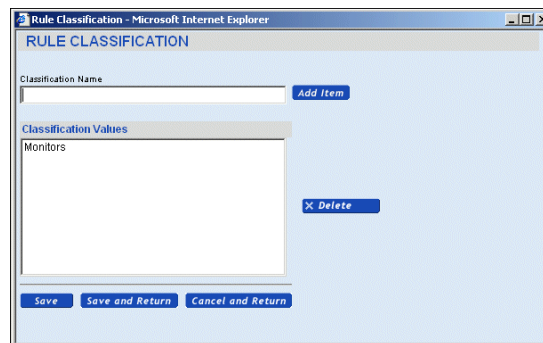 Rule Classification - Microsoft Internet Explorer
RULE CLASSIFICATION
Classification Name
Add Item
Classification Values
Monitors
X Delete
Save Save and Return Cancel and Return